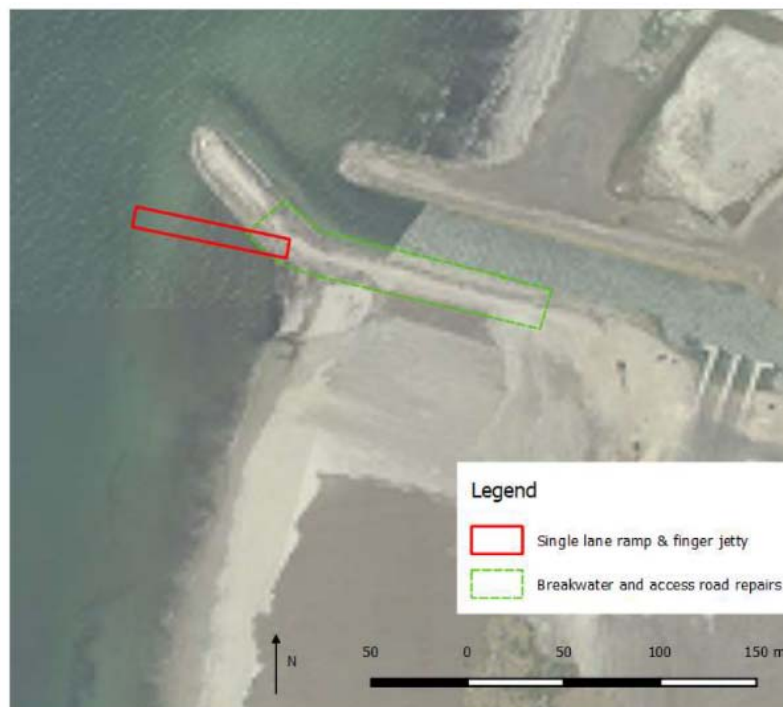 Legend
Single lane ramp & finger jetty
Breakwater and access road repairs
N
50 0 50 100 150 m